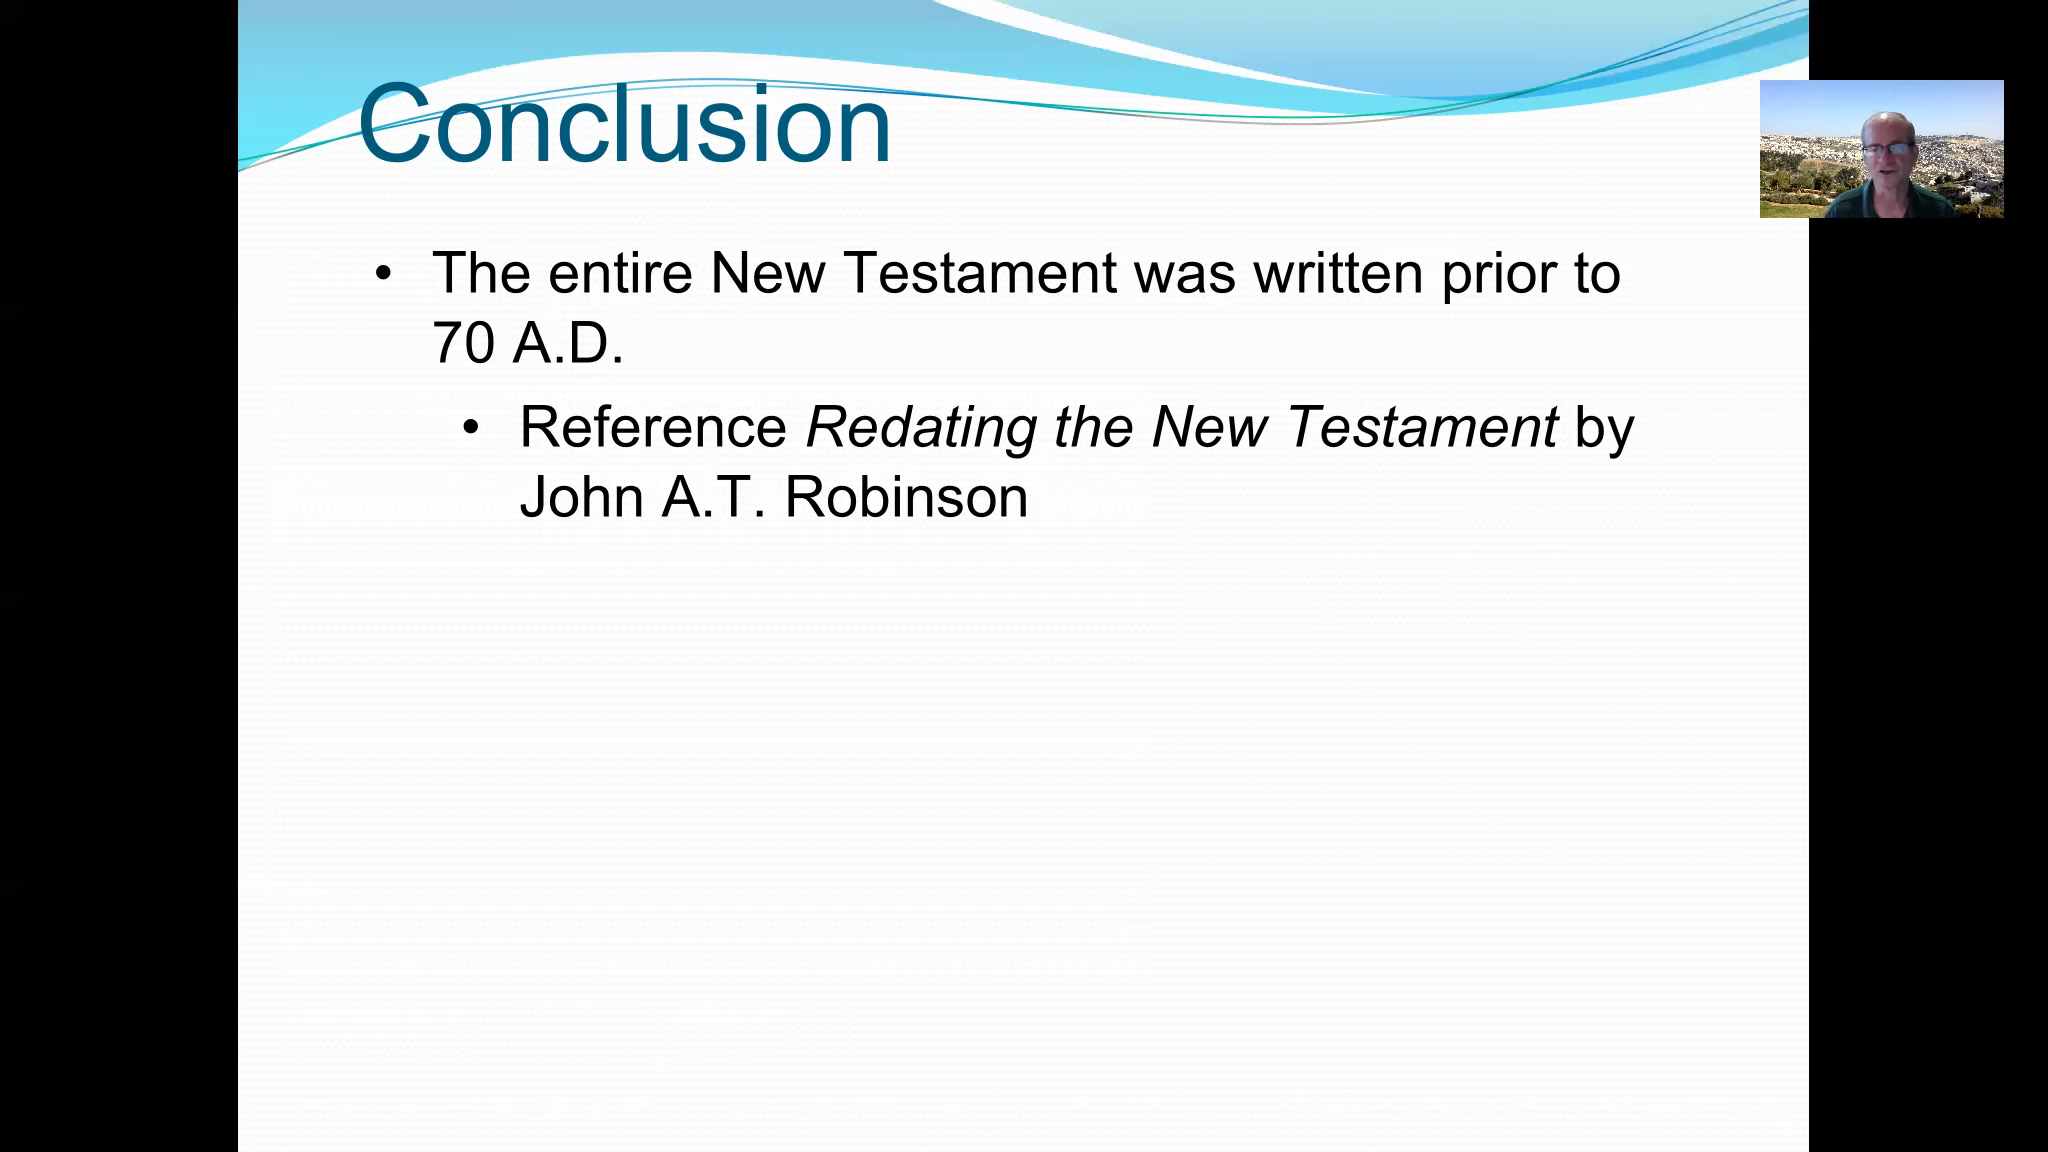 Conclusion
• The entire New Testament was written prior to
70 A.D.
• Reference Redating the New Testament by
John A.T. Robinson